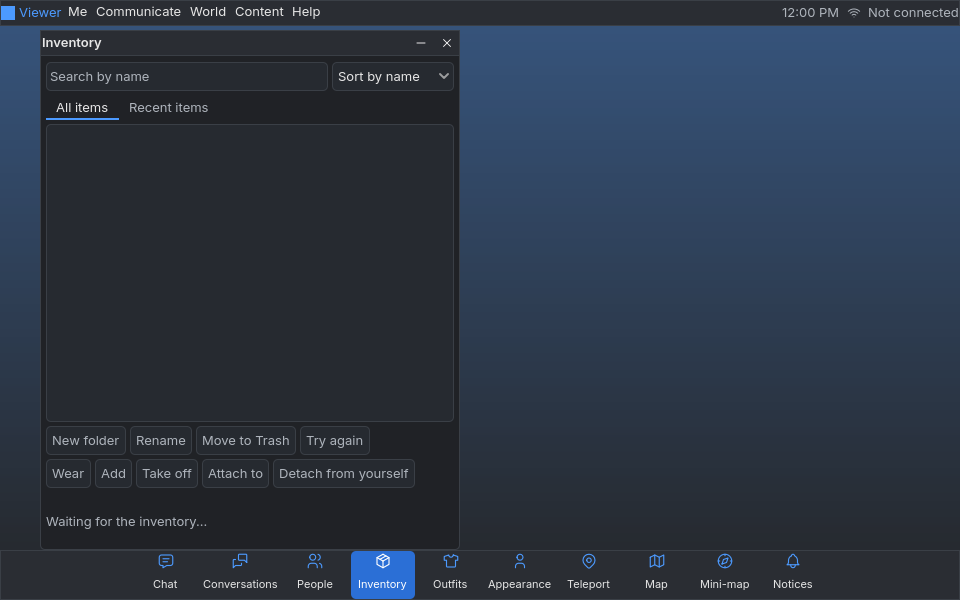 Viewer Me Communicate World Content Help 12:00 PM Not connected
Inventory
Search by name Sort by name
All items Recent items
New folder Rename Move to Trash Try again
Wear Add Take off Attach to Detach from yourself
Waiting for the inventory...
Chat Conversations People Inventory Outfits Appearance Teleport Map Mini-map Notices